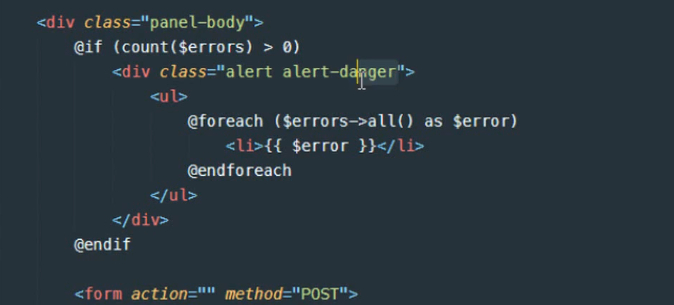 <div class="panel-body">
@if (count($errors) > 0)
<div class="alert alert-danger">
<ul>
@foreach ($errors->all() as $error)
<li>{{ $error }}</li>
@endforeach
</ul>
</div>
@endif
<form action="" method="POST">